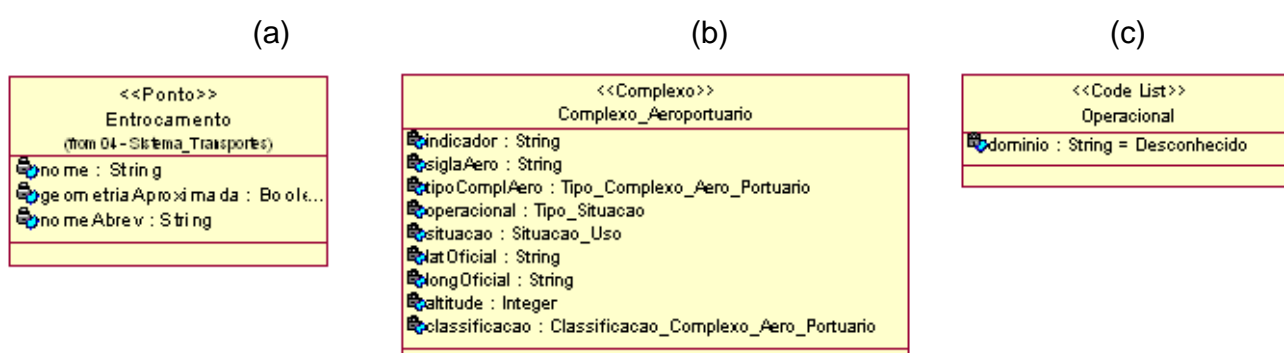 (a) (b) (c)
<<Ponto>>
Entrocamento
(from 04 - Sistema_Transportes)
nome : String
geometriaAproximada : Boole...
nomeAbrev : String
<<Complexo>>
Complexo_Aeroportuario
indicador : String
siglaAero : String
tipoComplAero : Tipo_Complexo_Aero_Portuario
operacional : Tipo_Situacao
situacao : Situacao_Uso
latOficial : String
longOficial : String
altitude : Integer
classificacao : Classificacao_Complexo_Aero_Portuario
<<Code List>>
Operacional
dominio : String = Desconhecido